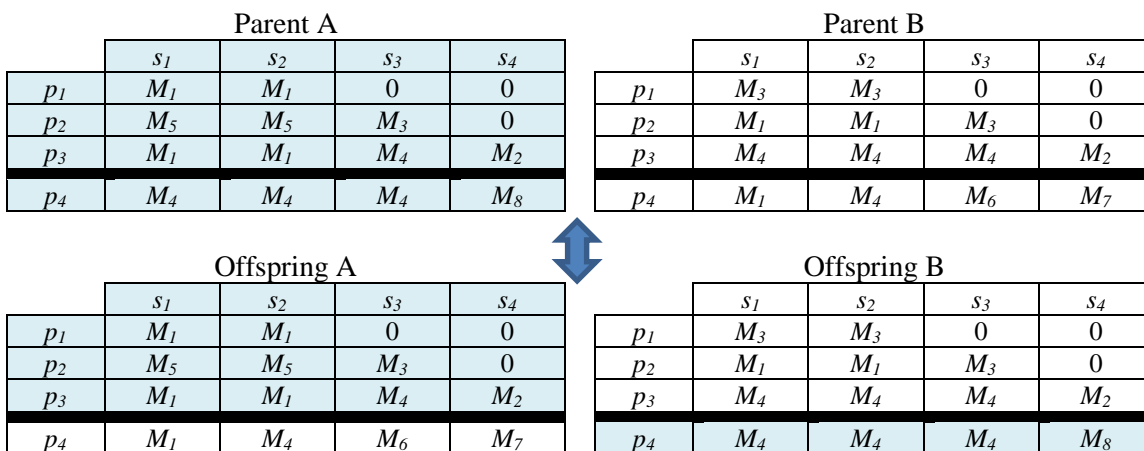 Parent A
s1 s2 s3 s4
p1 M1 M1 0 0
p2 M5 M5 M3 0
p3 M1 M1 M4 M2
p4 M4 M4 M4 M8
Parent B
s1 s2 s3 s4
p1 M3 M3 0 0
p2 M1 M1 M3 0
p3 M4 M4 M4 M2
p4 M1 M4 M6 M7
Offspring A
s1 s2 s3 s4
p1 M1 M1 0 0
p2 M5 M5 M3 0
p3 M1 M1 M4 M2
p4 M1 M4 M6 M7
Offspring B
s1 s2 s3 s4
p1 M3 M3 0 0
p2 M1 M1 M3 0
p3 M4 M4 M4 M2
p4 M4 M4 M4 M8